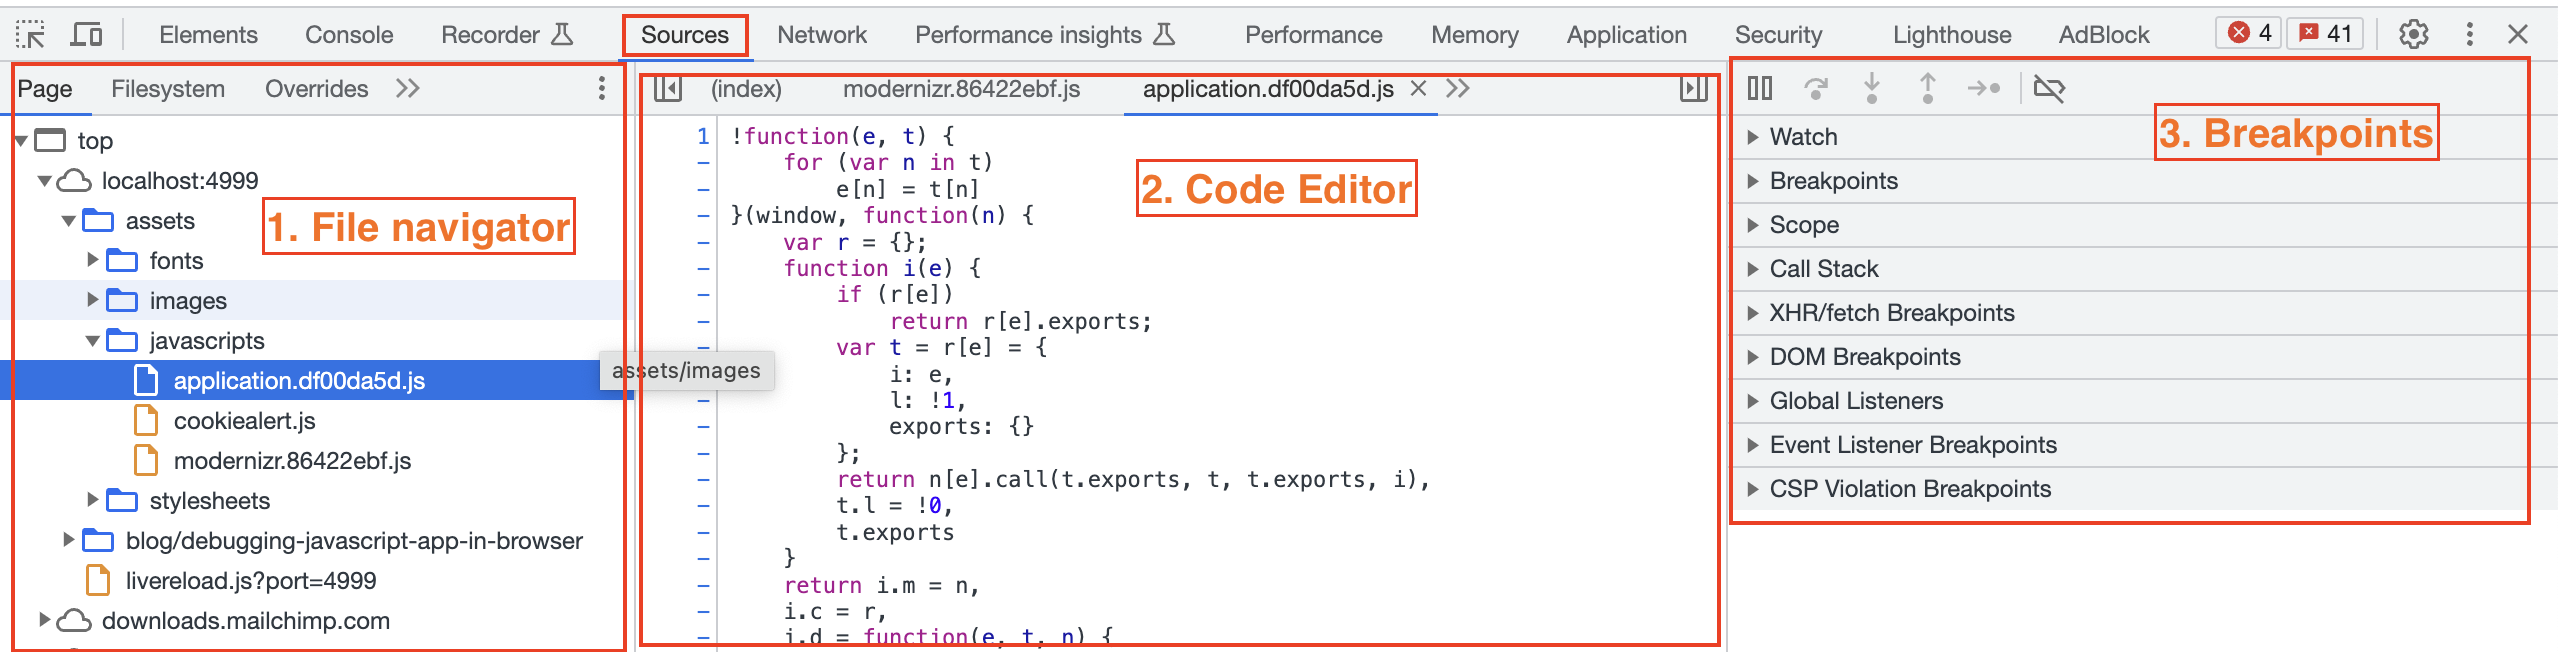 Elements Console Recorder Sources Network Performance insights Performance Memory Application Security Lighthouse AdBlock 4 41
Page Filesystem Overrides
top
localhost:4999
assets
1. File navigator
fonts
images
javascripts
application.df00da5d.js
assets/images
cookiealert.js
modernizr.86422ebf.js
stylesheets
blog/debugging-javascript-app-in-browser
livereload.js?port=4999
downloads.mailchimp.com
(index) modernizr.86422ebf.js application.df00da5d.js
2. Code Editor
1 !function(e, t) {
- for (var n in t)
- e[n] = t[n]
- }(window, function(n) {
- var r = {};
- function i(e) {
- if (r[e])
- return r[e].exports;
- var t = r[e] = {
i: e,
- l: !1,
- exports: {}
- };
- return n[e].call(t.exports, t, t.exports, i),
- t.l = !0,
- t.exports
- }
- return i.m = n,
- i.c = r,
- i.d = function(e, t, n) {
3. Breakpoints
Watch
Breakpoints
Scope
Call Stack
XHR/fetch Breakpoints
DOM Breakpoints
Global Listeners
Event Listener Breakpoints
CSP Violation Breakpoints